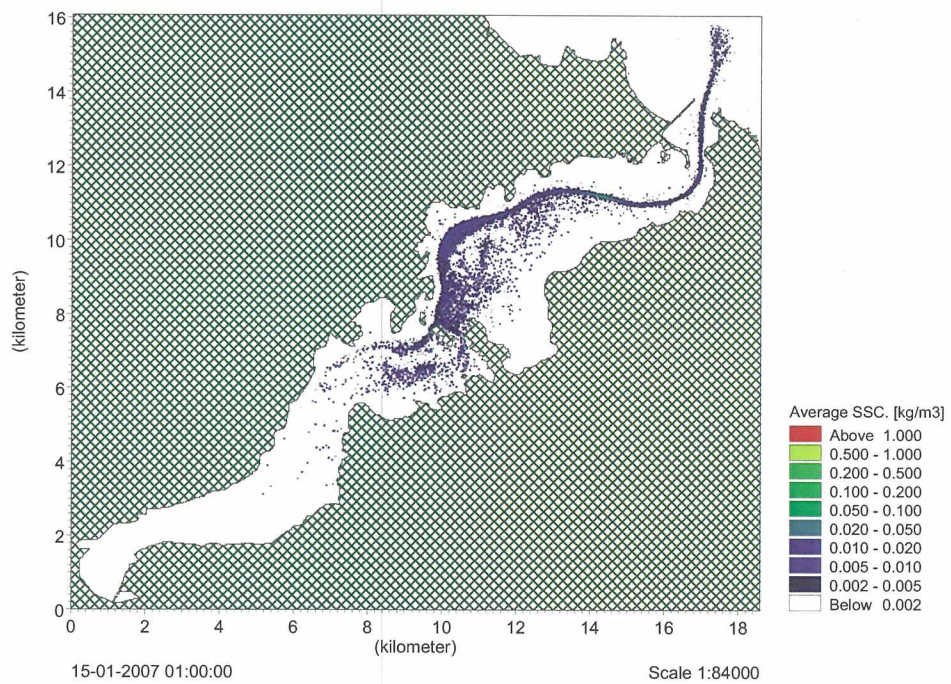 16
14
12
10
8
6
4
2
0
(kilometer)
0 2 4 6 8 10 12 14 16 18
(kilometer)
Average SSC. [kg/m3]
Above 1.000
0.500 - 1.000
0.200 - 0.500
0.100 - 0.200
0.050 - 0.100
0.020 - 0.050
0.010 - 0.020
0.005 - 0.010
0.002 - 0.005
Below 0.002
15-01-2007 01:00:00
Scale 1:84000